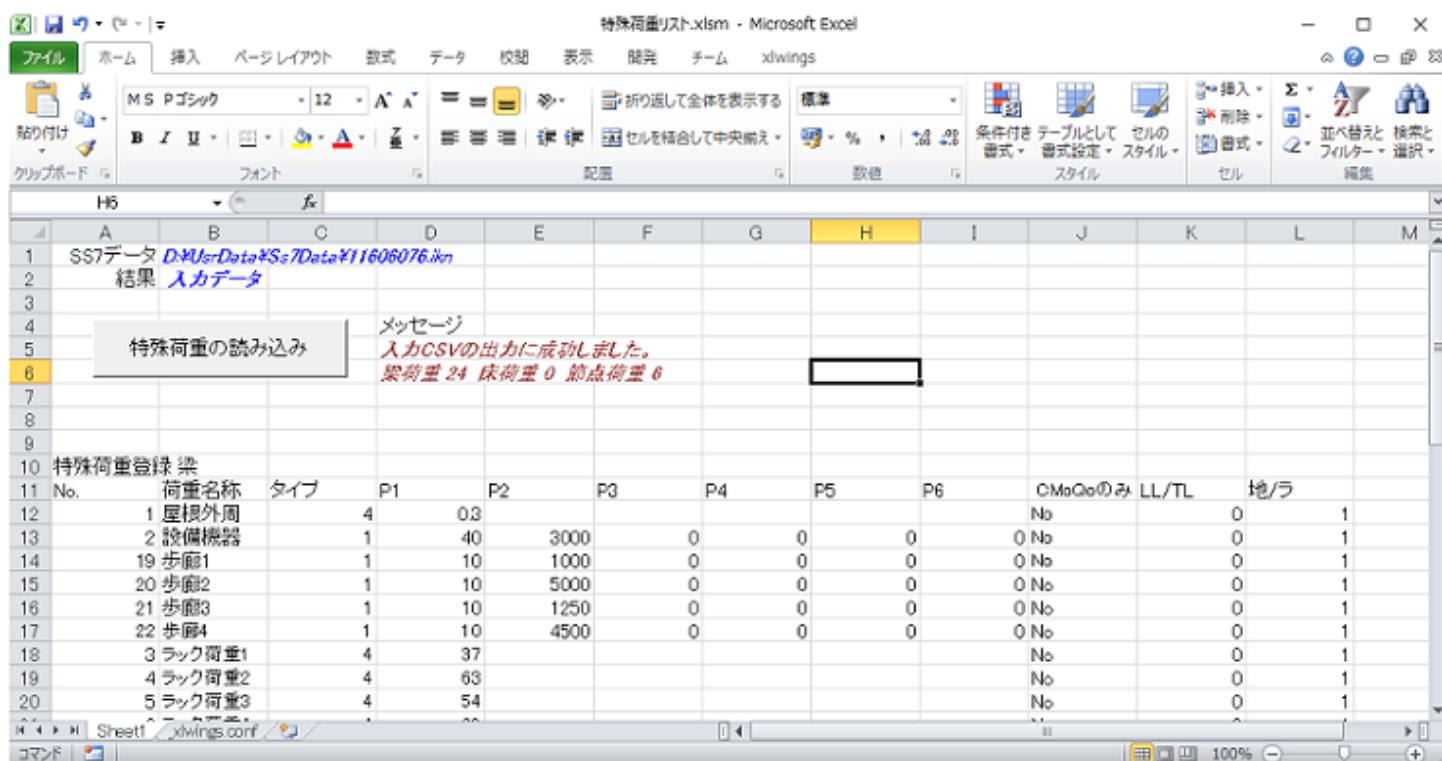 特殊荷重リスト.xlsm - Microsoft Excel
ファイル ホーム 挿入 ページレイアウト 数式 データ 校閲 表示 開発 チーム xlwings
貼り付け
MS Pゴシック 12
B I U
折り返して全体を表示する
セルを結合して中央揃え
標準
%
条件付き書式 テーブルとして書式設定 セルのスタイル
挿入
削除
書式
Σ
並べ替えとフィルター 検索と選択
クリップボード フォント 配置 数値 スタイル セル 編集
H6 fx
A B C D E F G H I J K L M
1 SS7データ D:¥UsrData¥Ss7Data¥11606076.ikn
2 結果 入力データ
3
4 メッセージ
特殊荷重の読み込み
5 入力CSVの出力に成功しました。
6 梁荷重 24 床荷重 0 節点荷重 6
7
8
9
10 特殊荷重登録 梁
11 No. 荷重名称 タイプ P1 P2 P3 P4 P5 P6 CMoQoのみ LL/TL 地/ラ
12 1 屋根外周 4 0.3 No 0 1
13 2 設備機器 1 40 3000 0 0 0 0 No 0 1
14 19 歩廊1 1 10 1000 0 0 0 0 No 0 1
15 20 歩廊2 1 10 5000 0 0 0 0 No 0 1
16 21 歩廊3 1 10 1250 0 0 0 0 No 0 1
17 22 歩廊4 1 10 4500 0 0 0 0 No 0 1
18 3 ラック荷重1 4 37 No 0 1
19 4 ラック荷重2 4 63 No 0 1
20 5 ラック荷重3 4 54 No 0 1
Sheet1 xlwings.conf
コマンド 100%